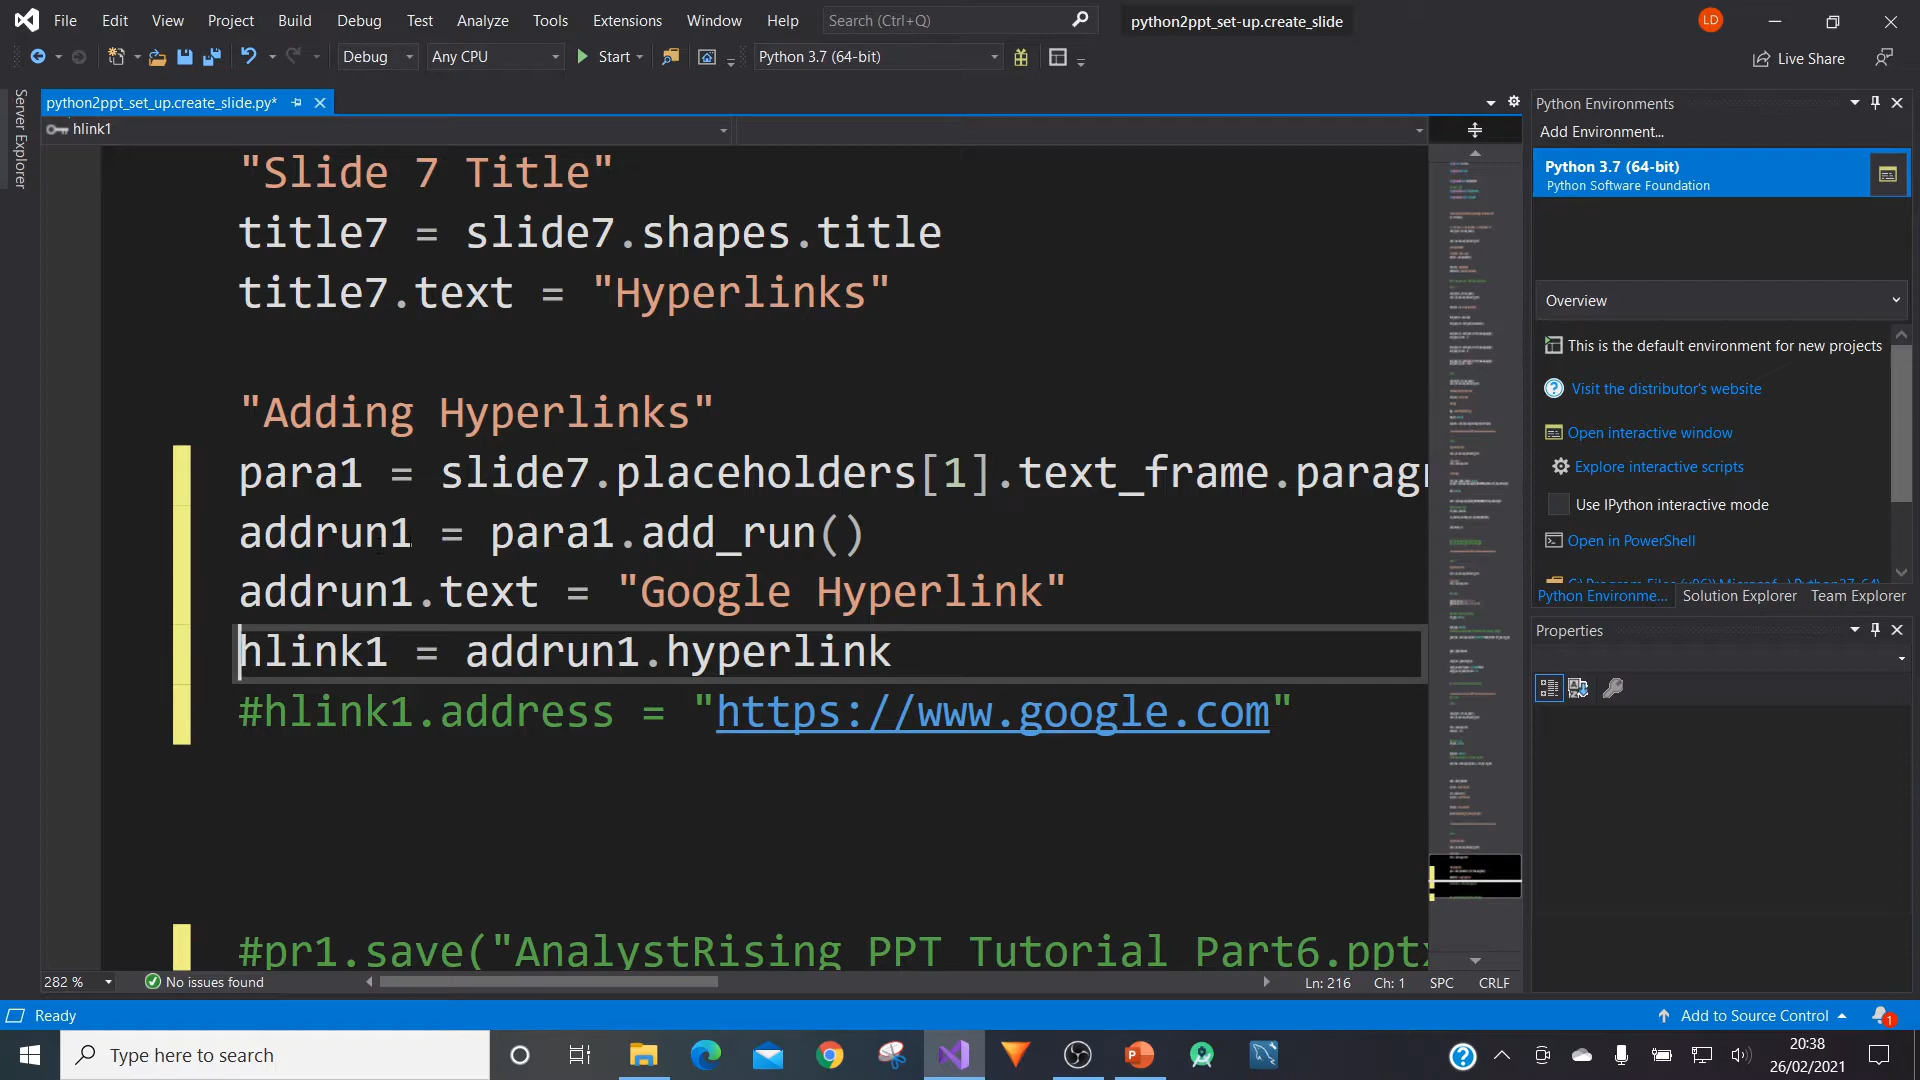 File Edit View Project Build Debug Test Analyze Tools Extensions Window Help Search (Ctrl+Q) python2ppt_set-up.create_slide LD
Debug Any CPU Start Python 3.7 (64-bit) Live Share
Server Explorer
python2ppt_set_up.create_slide.py*
hlink1
"Slide 7 Title"
title7 = slide7.shapes.title
title7.text = "Hyperlinks"
"Adding Hyperlinks"
para1 = slide7.placeholders[1].text_frame.paragr
addrun1 = para1.add_run()
addrun1.text = "Google Hyperlink"
hlink1 = addrun1.hyperlink
#hlink1.address = "https://www.google.com"
#pr1.save("AnalystRising PPT Tutorial Part6.pptx
282 % No issues found Ln: 216 Ch: 1 SPC CRLF
Python Environments
Add Environment...
Python 3.7 (64-bit)
Python Software Foundation
Overview
This is the default environment for new projects
Visit the distributor's website
Open interactive window
Explore interactive scripts
Use IPython interactive mode
Open in PowerShell
Python Environme... Solution Explorer Team Explorer
Properties
Ready Add to Source Control 1
Type here to search
20:38
26/02/2021